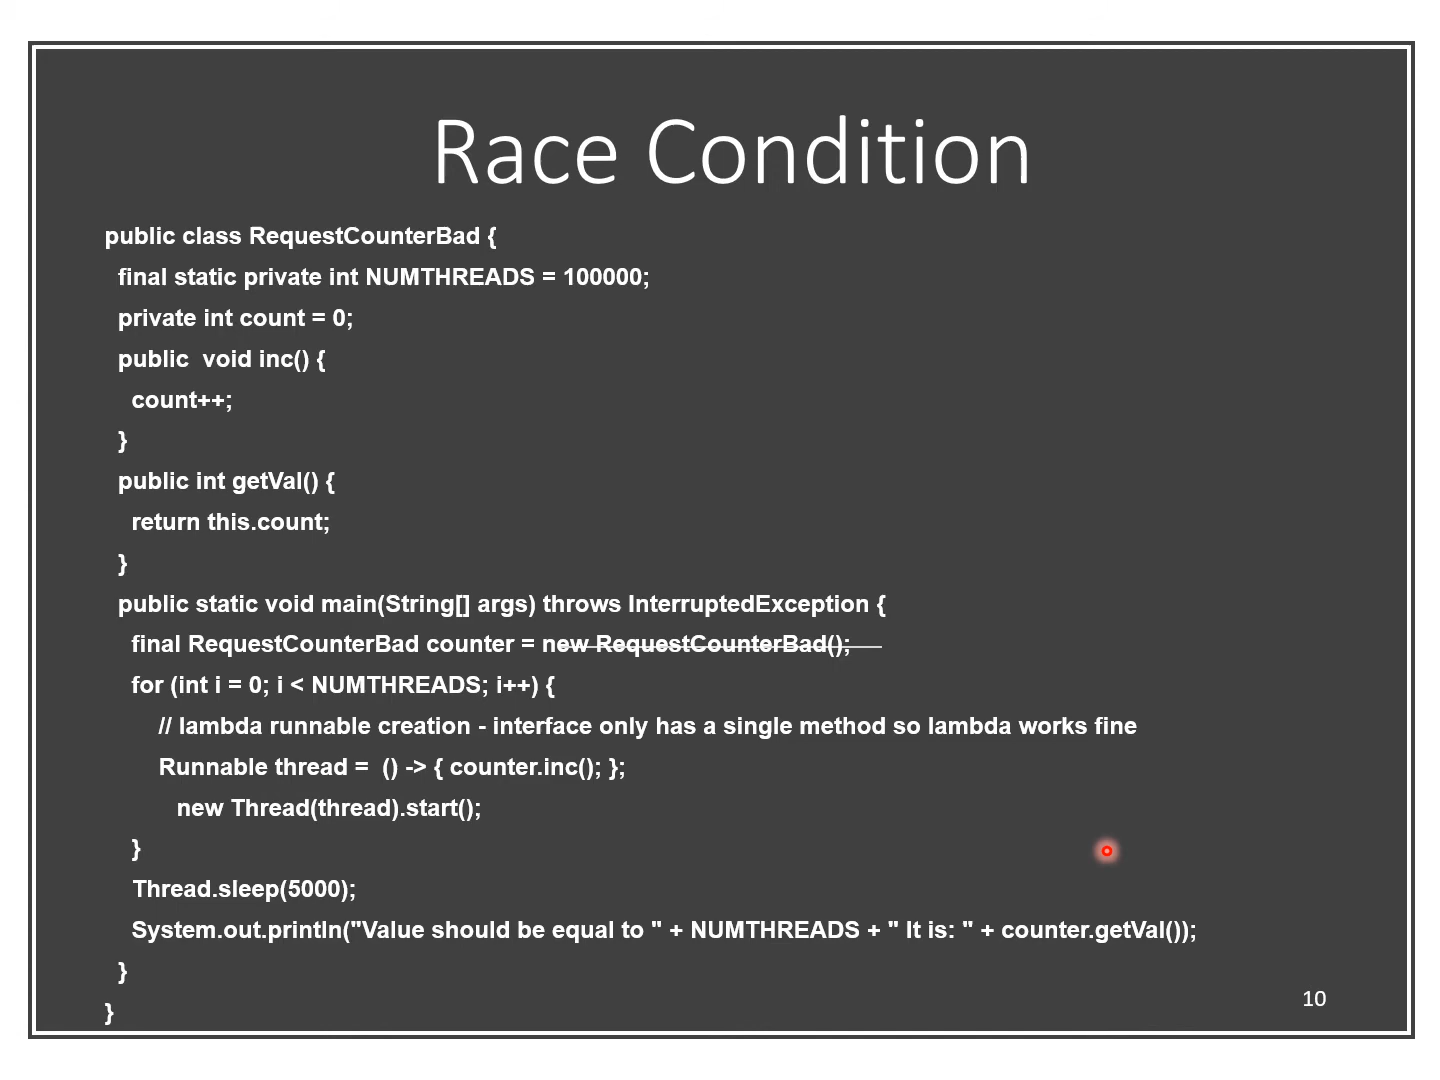 Race Condition
public class RequestCounterBad {
final static private int NUMTHREADS = 100000;
private int count = 0;
public  void inc() {
count++;
}
public int getVal() {
return this.count;
}
public static void main(String[] args) throws InterruptedException {
final RequestCounterBad counter = new RequestCounterBad();
for (int i = 0; i < NUMTHREADS; i++) {
// lambda runnable creation - interface only has a single method so lambda works fine
Runnable thread =  () -> { counter.inc(); };
new Thread(thread).start();
}
Thread.sleep(5000);
System.out.println("Value should be equal to " + NUMTHREADS + " It is: " + counter.getVal());
}
}
10